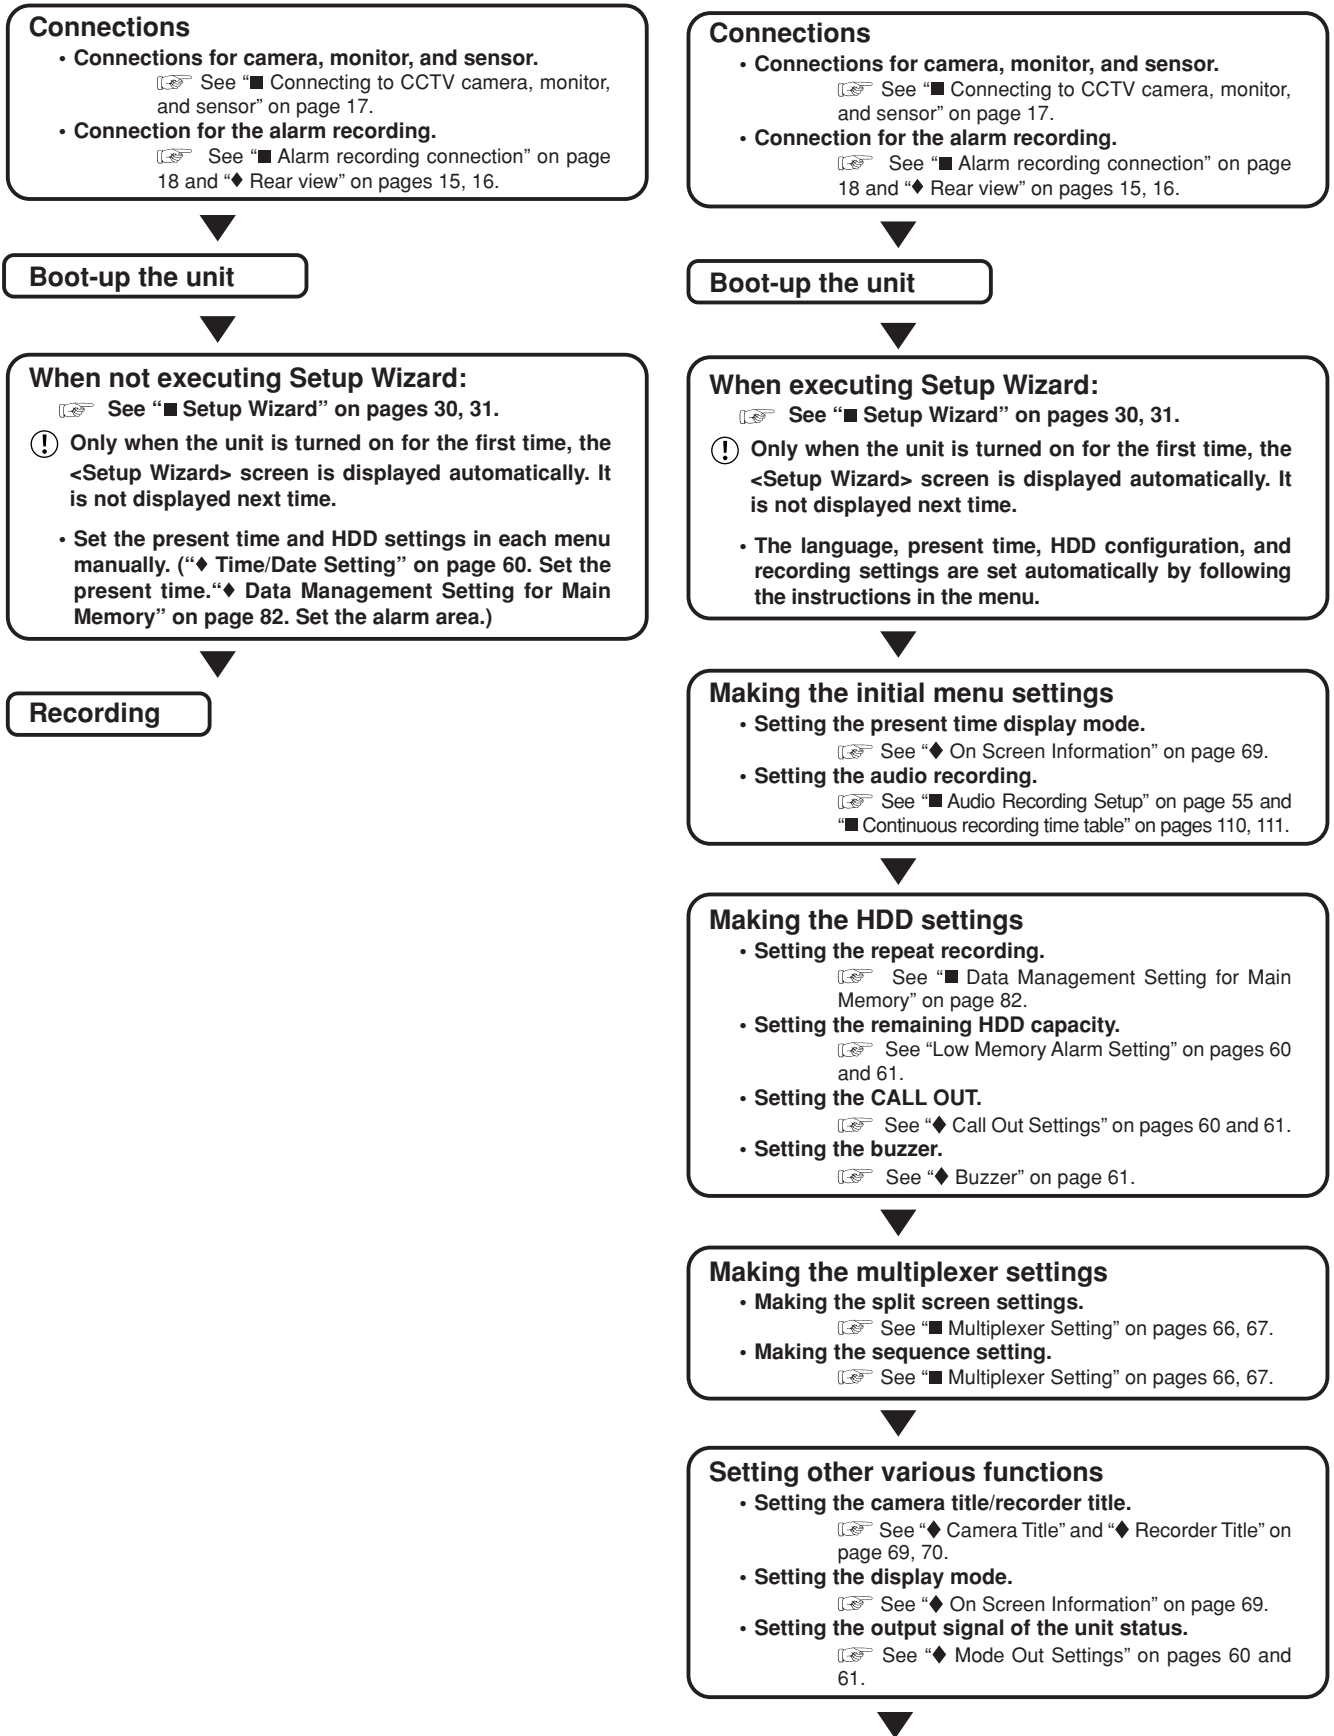 Connections
• Connections for camera, monitor, and sensor.
See “■ Connecting to CCTV camera, monitor,
and sensor” on page 17.
• Connection for the alarm recording.
See “■ Alarm recording connection” on page
18 and “♦ Rear view” on pages 15, 16.
Boot-up the unit
When not executing Setup Wizard:
See “■ Setup Wizard” on pages 30, 31.
Only when the unit is turned on for the first time, the
<Setup Wizard> screen is displayed automatically. It
is not displayed next time.
• Set the present time and HDD settings in each menu
manually. (“♦ Time/Date Setting” on page 60. Set the
present time.“♦ Data Management Setting for Main
Memory” on page 82. Set the alarm area.)
Recording
Connections
• Connections for camera, monitor, and sensor.
See “■ Connecting to CCTV camera, monitor,
and sensor” on page 17.
• Connection for the alarm recording.
See “■ Alarm recording connection” on page
18 and “♦ Rear view” on pages 15, 16.
Boot-up the unit
When executing Setup Wizard:
See “■ Setup Wizard” on pages 30, 31.
Only when the unit is turned on for the first time, the
<Setup Wizard> screen is displayed automatically. It
is not displayed next time.
• The language, present time, HDD configuration, and
recording settings are set automatically by following
the instructions in the menu.
Making the initial menu settings
• Setting the present time display mode.
See “♦ On Screen Information” on page 69.
• Setting the audio recording.
See “■ Audio Recording Setup” on page 55 and
“■ Continuous recording time table” on pages 110, 111.
Making the HDD settings
• Setting the repeat recording.
See “■ Data Management Setting for Main
Memory” on page 82.
• Setting the remaining HDD capacity.
See “Low Memory Alarm Setting” on pages 60
and 61.
• Setting the CALL OUT.
See “♦ Call Out Settings” on pages 60 and 61.
• Setting the buzzer.
See “♦ Buzzer” on page 61.
Making the multiplexer settings
• Making the split screen settings.
See “■ Multiplexer Setting” on pages 66, 67.
• Making the sequence setting.
See “■ Multiplexer Setting” on pages 66, 67.
Setting other various functions
• Setting the camera title/recorder title.
See “♦ Camera Title” and “♦ Recorder Title” on
page 69, 70.
• Setting the display mode.
See “♦ On Screen Information” on page 69.
• Setting the output signal of the unit status.
See “♦ Mode Out Settings” on pages 60 and
61.